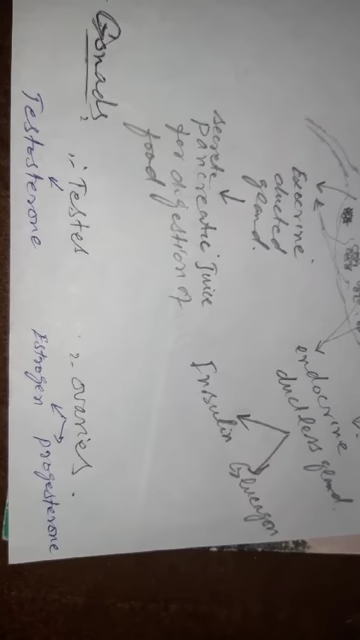 Exocrine
ducted
gland.
endocrine
ductless gland.
secrete
pancreatic Juice
for digestion of
food
Insulin
Glucagon
Gonads
1:- Testes
2- ovaries.
Testosterone
Estrogen
progesterone